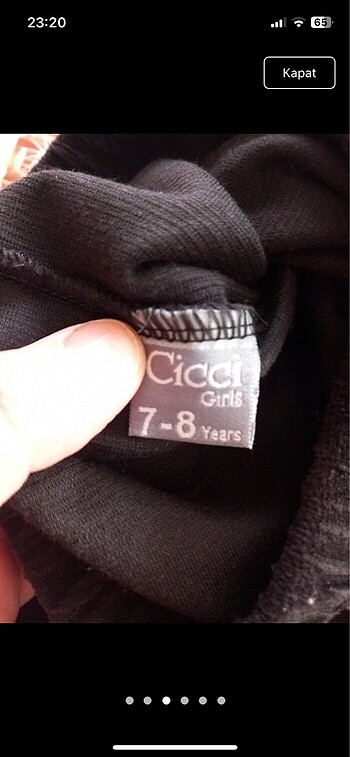 23:20
65
Kapat
Cicci
Girls
7-8 Years